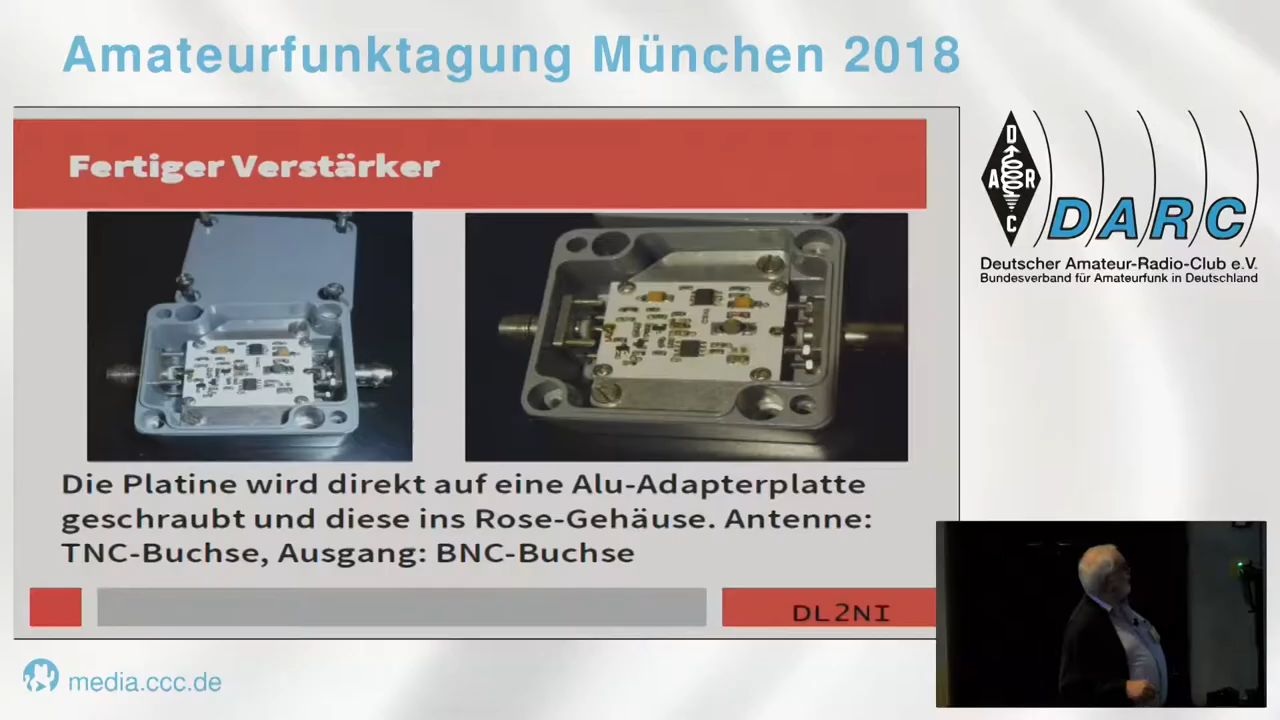 Amateurfunktagung München 2018
Fertiger Verstärker
Die Platine wird direkt auf eine Alu-Adapterplatte
geschraubt und diese ins Rose-Gehäuse. Antenne:
TNC-Buchse, Ausgang: BNC-Buchse
DL2NI
D
A R
C
DARC
Deutscher Amateur-Radio-Club e.V.
Bundesverband für Amateurfunk in Deutschland
media.ccc.de